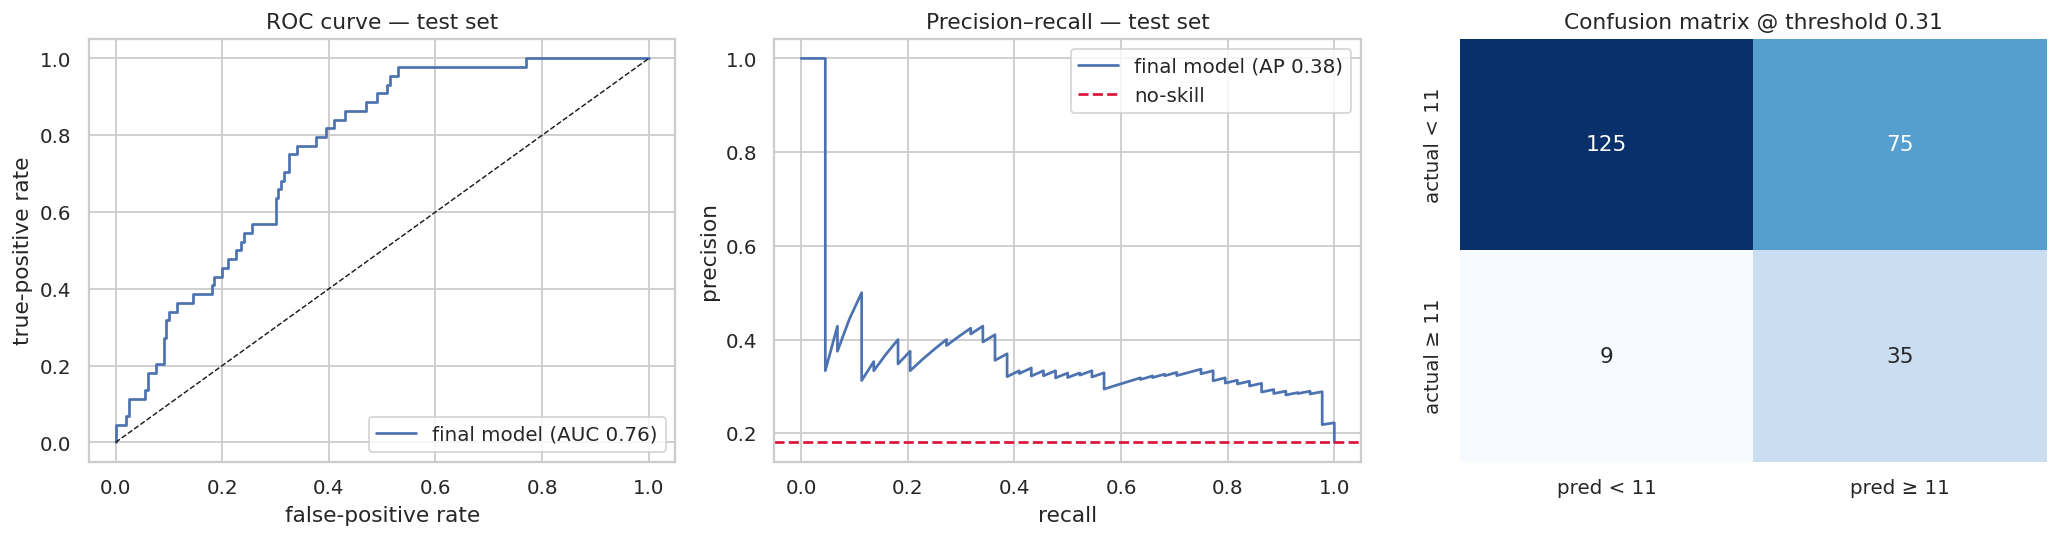 ROC curve — test set
true-positive rate
1.0
0.8
0.6
0.4
0.2
0.0
final model (AUC 0.76)
0.0 0.2 0.4 0.6 0.8 1.0
false-positive rate
Precision–recall — test set
precision
1.0
0.8
0.6
0.4
0.2
final model (AP 0.38)
no-skill
0.0 0.2 0.4 0.6 0.8 1.0
recall
Confusion matrix @ threshold 0.31
actual < 11
125 75
actual ≥ 11
9 35
pred < 11 pred ≥ 11